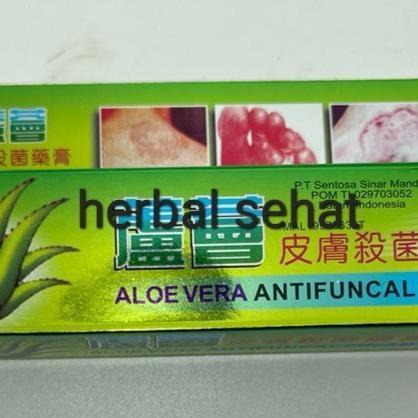 殺菌藥膏
P.T Sentosa Sinar Mand
POM TI.029703052
Indonesia
herbal sehat
蘆薈
皮膚殺菌
ALOE VERA ANTIFUNCAL